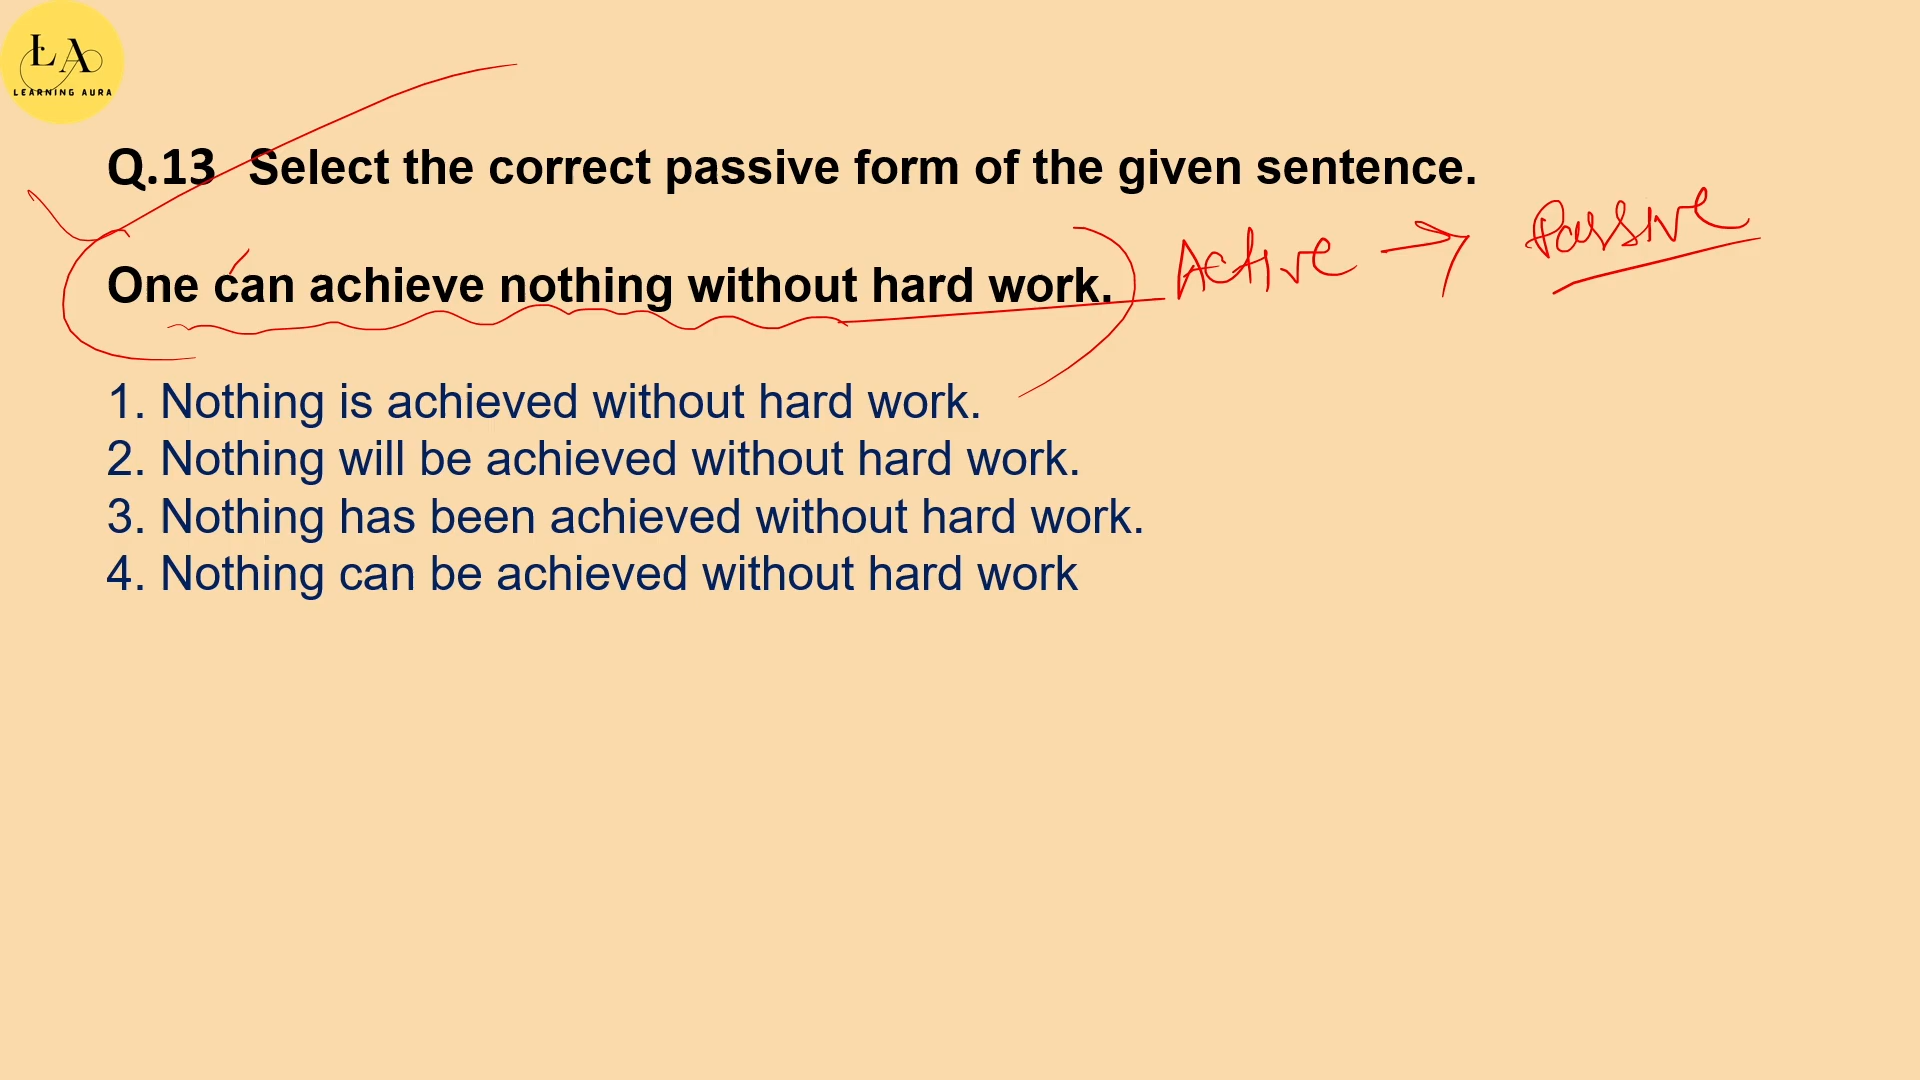 LA
LEARNING AURA
Q.13 Select the correct passive form of the given sentence.
One can achieve nothing without hard work. Active → Passive
1. Nothing is achieved without hard work.
2. Nothing will be achieved without hard work.
3. Nothing has been achieved without hard work.
4. Nothing can be achieved without hard work